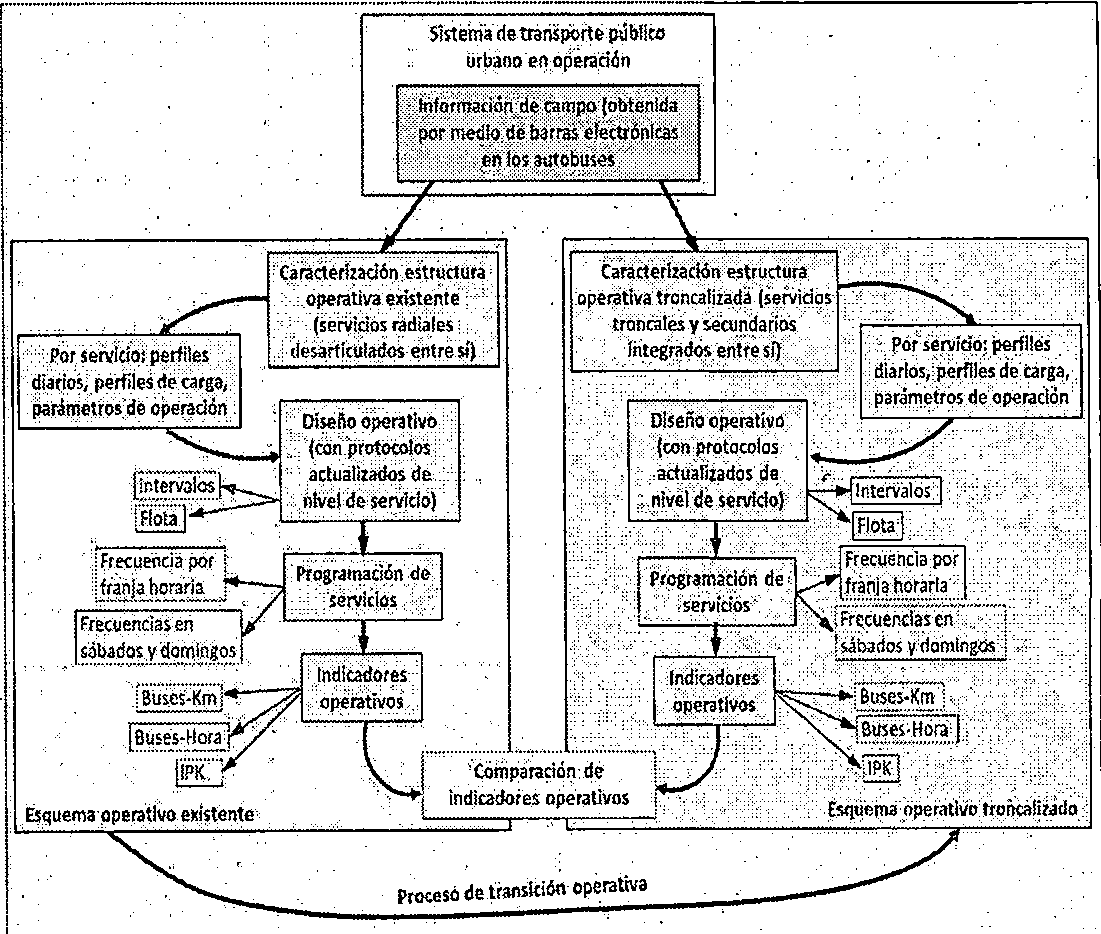 Sistema de transporte público
urbano en operación
Información de campo (obtenida
por medio de barras electrónicas
en los autobuses
Caracterización estructura
operativa existente
(servicios radiales
desarticulados entre sí)
Por servicio: perfiles
diarios, perfiles de carga,
parámetros de operación
Diseño operativo
(con protocolos
actualizados de
nivel de servicio)
Intervalos
Flota
Programación de
servicios
Frecuencia por
franja horaria
Frecuencias en
sábados y domingos
Indicadores
operativos
Buses-Km
Buses-Hora
IPK
Esquema operativo existente
Caracterización estructura
operativa troncalizada (servicios
troncales y secundarios
integrados entre sí)
Por servicio: perfiles
diarios, perfiles de carga,
parámetros de operación
Diseño operativo
(con protocolos
actualizados de
nivel de servicio)
Intervalos
Flota
Programación de
servicios
Frecuencia por
franja horaria
Frecuencias en
sábados y domingos
Indicadores
operativos
Buses-Km
Buses-Hora
IPK
Esquema operativo troncalizado
Comparación de
indicadores operativos
Proceso de transición operativa